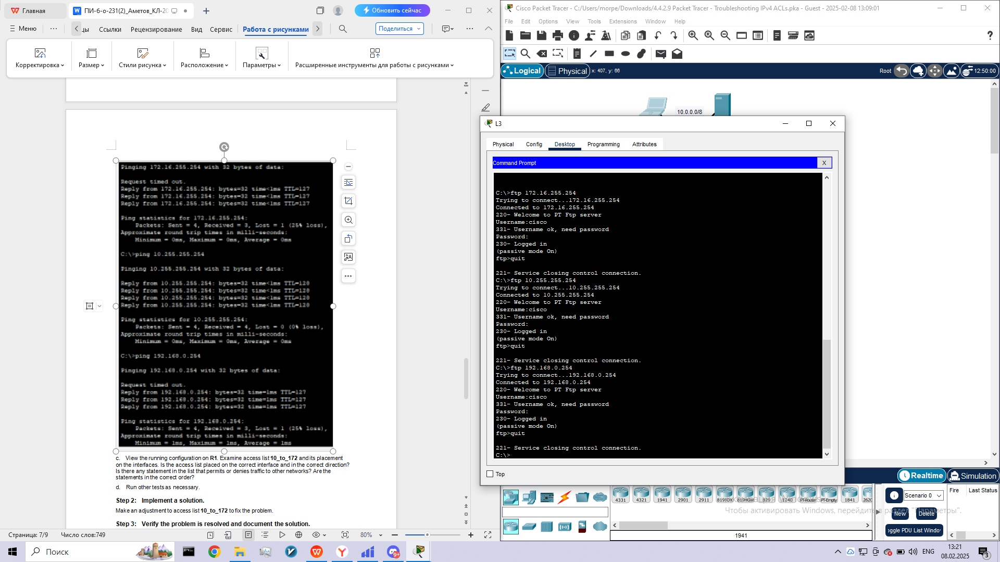 Главная
ПИ-6-о-231(2)_Аметов_КЛ-20
Обновить сейчас
Меню
цы
Ссылки
Рецензирование
Вид
Сервис
Работа с рисунками
Поделиться
Корректировка
Размер
Стили рисунка
Расположение
Параметры
Расширенные инструменты для работы с рисунками
Pinging 172.16.255.254 with 32 bytes of data:
Request timed out.
Reply from 172.16.255.254: bytes=32 time<1ms TTL=127
Reply from 172.16.255.254: bytes=32 time<1ms TTL=127
Reply from 172.16.255.254: bytes=32 time<1ms TTL=127
Ping statistics for 172.16.255.254:
Packets: Sent = 4, Received = 3, Lost = 1 (25% loss),
Approximate round trip times in milli-seconds:
Minimum = 0ms, Maximum = 0ms, Average = 0ms
C:\>ping 10.255.255.254
Pinging 10.255.255.254 with 32 bytes of data:
Reply from 10.255.255.254: bytes=32 time<1ms TTL=128
Reply from 10.255.255.254: bytes=32 time<1ms TTL=128
Reply from 10.255.255.254: bytes=32 time<1ms TTL=128
Reply from 10.255.255.254: bytes=32 time<1ms TTL=128
Ping statistics for 10.255.255.254:
Packets: Sent = 4, Received = 4, Lost = 0 (0% loss),
Approximate round trip times in milli-seconds:
Minimum = 0ms, Maximum = 0ms, Average = 0ms
C:\>ping 192.168.0.254
Pinging 192.168.0.254 with 32 bytes of data:
Request timed out.
Reply from 192.168.0.254: bytes=32 time=1ms TTL=127
Reply from 192.168.0.254: bytes=32 time=1ms TTL=127
Reply from 192.168.0.254: bytes=32 time=1ms TTL=127
Ping statistics for 192.168.0.254:
Packets: Sent = 4, Received = 3, Lost = 1 (25% loss),
Approximate round trip times in milli-seconds:
Minimum = 1ms, Maximum = 1ms, Average = 1ms
c. View the running configuration on R1. Examine access list 10_to_172 and its placement
on the interfaces. Is the access list placed on the correct interface and in the correct direction?
Is there any statement in the list that permits or denies traffic to other networks? Are the
statements in the correct order?
d. Run other tests as necessary.
Step 2: Implement a solution.
Make an adjustment to access list 10_to_172 to fix the problem.
Step 3: Verify the problem is resolved and document the solution.
Страница: 7/9
Число слов:749
80%
Cisco Packet Tracer - C:/Users/morpe/Downloads/4.4.2.9 Packet Tracer - Troubleshooting IPv4 ACLs.pka - Guest - 2025-02-08 13:09:01
File Edit Options View Tools Extensions Window Help
Logical
Physical
x: 407, y: 66
Root
12:50:00
10.0.0.0/8
L3
Physical
Config
Desktop
Programming
Attributes
Command Prompt
X
C:\>ftp 172.16.255.254
Trying to connect...172.16.255.254
Connected to 172.16.255.254
220- Welcome to PT Ftp server
Username:cisco
331- Username ok, need password
Password:
230- Logged in
(passive mode On)
ftp>quit
221- Service closing control connection.
C:\>ftp 10.255.255.254
Trying to connect...10.255.255.254
Connected to 10.255.255.254
220- Welcome to PT Ftp server
Username:cisco
331- Username ok, need password
Password:
230- Logged in
(passive mode On)
ftp>quit
221- Service closing control connection.
C:\>ftp 192.168.0.254
Trying to connect...192.168.0.254
Connected to 192.168.0.254
220- Welcome to PT Ftp server
Username:cisco
331- Username ok, need password
Password:
230- Logged in
(passive mode On)
ftp>quit
221- Service closing control connection.
C:\>
Top
Realtime
Simulation
4331
4321
1941
2901
2911
819IOX
819HGW
829
1240
PT-Router
PT-Empty
1841
2620
Scenario 0
Fire
Last Status
New
Delete
oggle PDU List Windo
Чтобы активировать Windows, перейдите в раздел "Параметры".
1941
Поиск
9+
ENG
13:21
08.02.2025
3